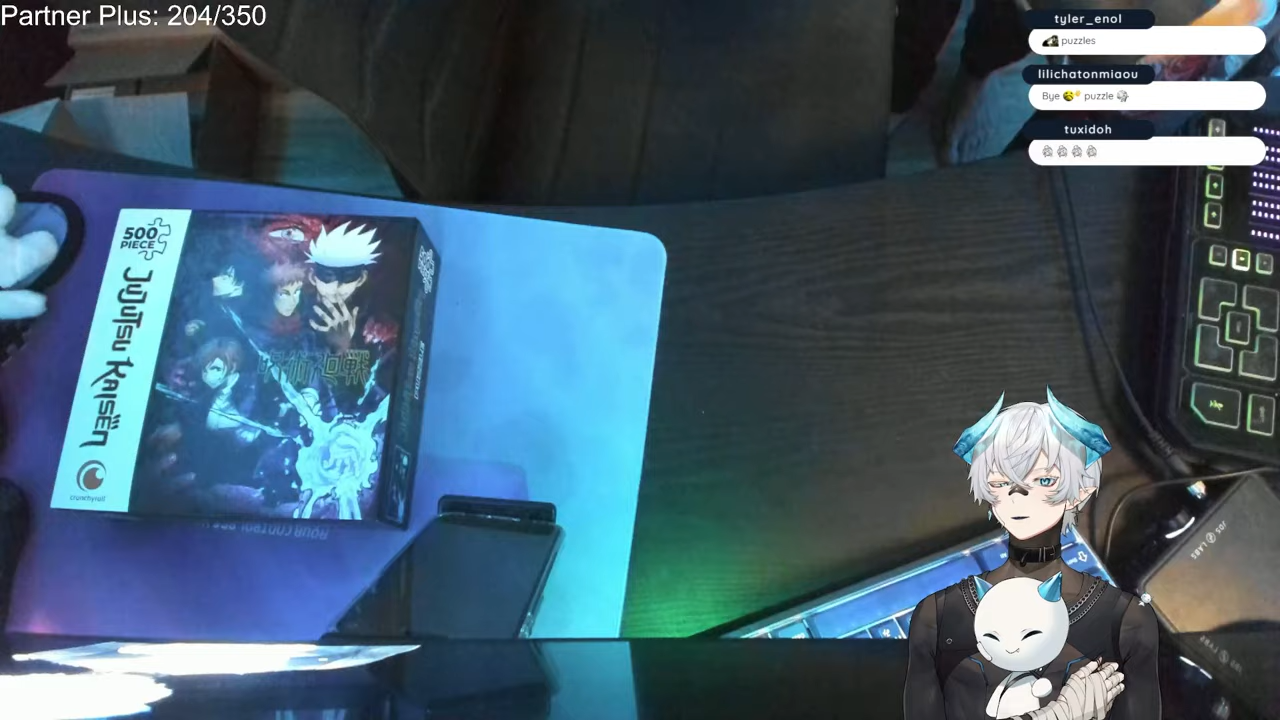 Partner Plus: 204/350
tyler_enol
puzzles
lilichatonmiaou
Bye puzzle
tuxidoh
500
PIECE
JUJUTSU KAISEN
crunchyroll
呪術廻戦